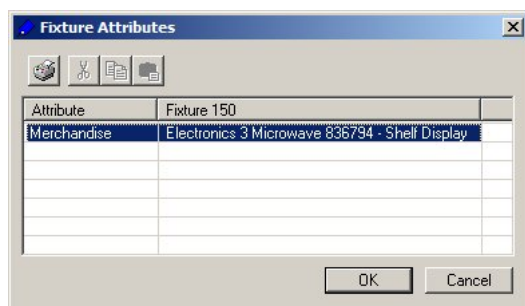 Fixture Attributes
Attribute Fixture 150
Merchandise Electronics 3 Microwave 836794 - Shelf Display
OK Cancel